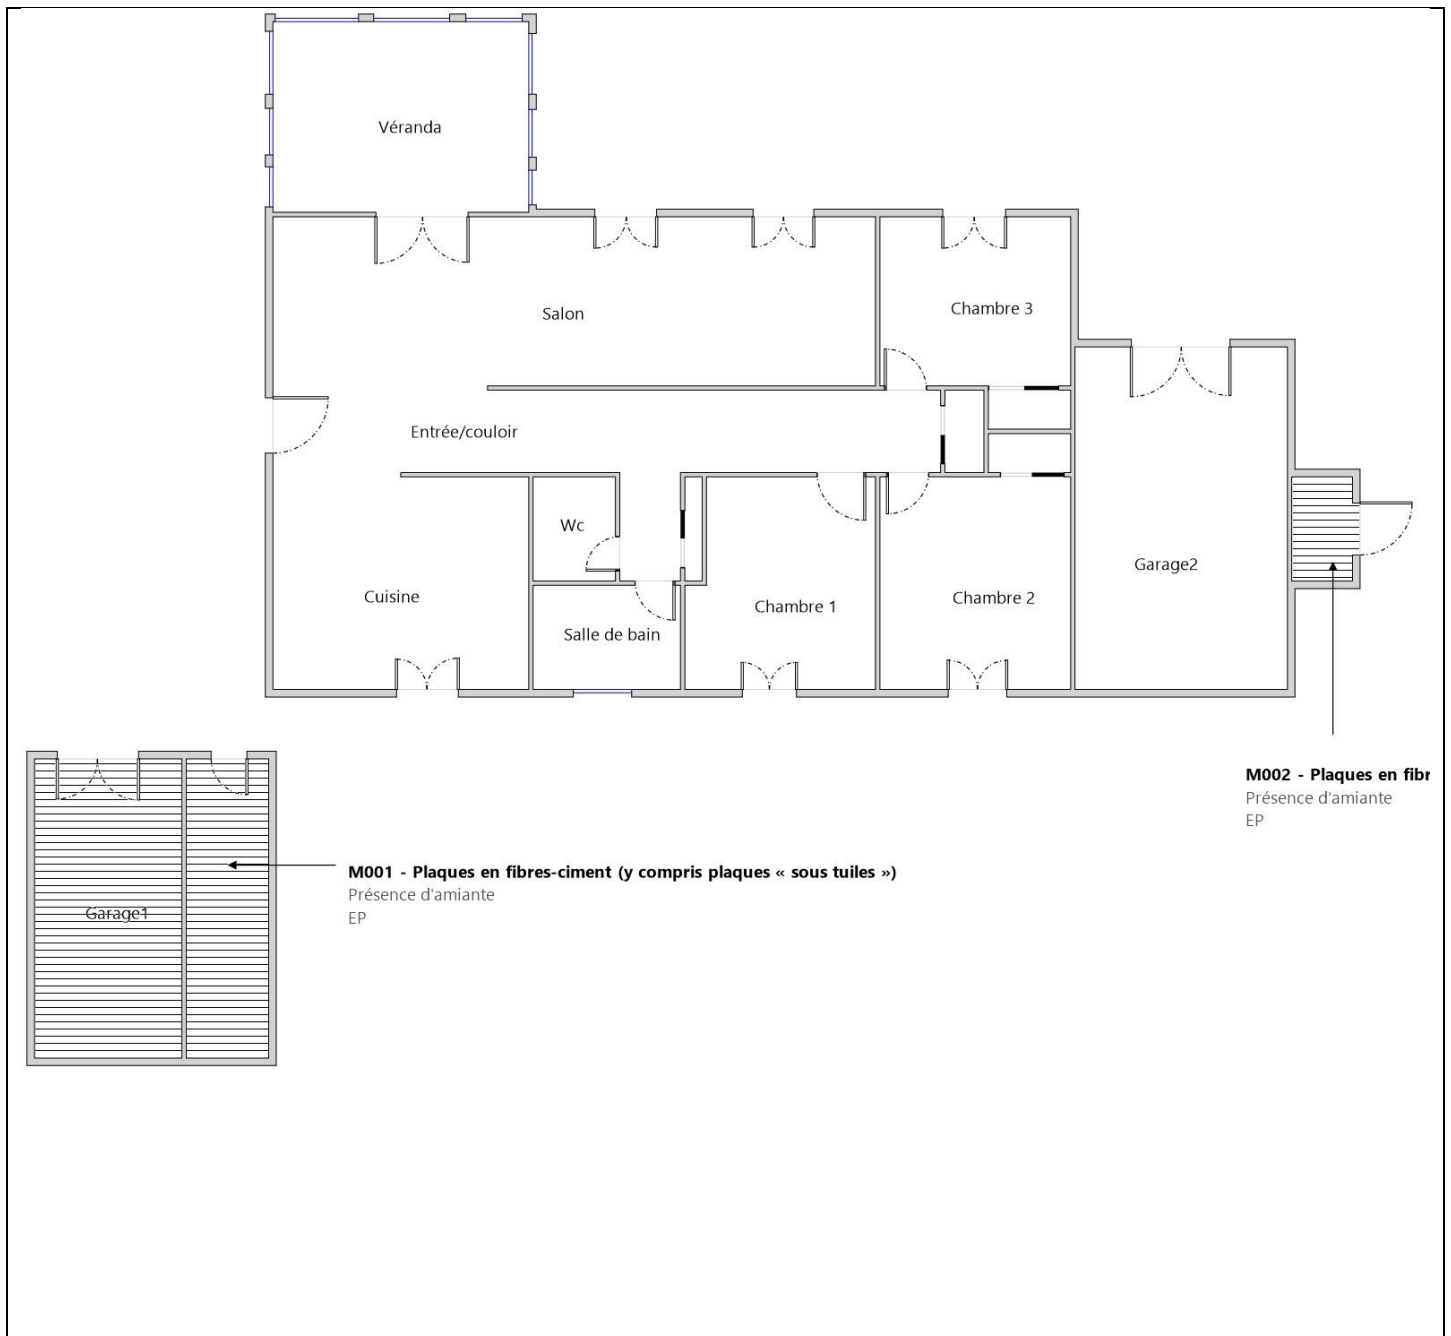 Véranda
Salon
Chambre 3
Entrée/couloir
Wc
Cuisine
Salle de bain
Chambre 1
Chambre 2
Garage2
M002 - Plaques en fibr
Présence d'amiante
EP
M001 - Plaques en fibres-ciment (y compris plaques « sous tuiles »)
Présence d'amiante
EP
Garage1